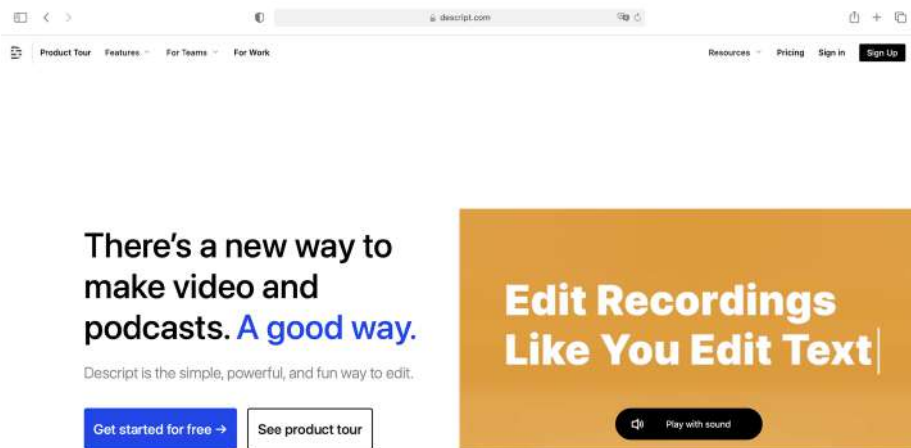 descript.com
Product Tour Features For Teams For Work Resources Pricing Sign in Sign Up
There's a new way to
make video and
podcasts. A good way.
Descript is the simple, powerful, and fun way to edit.
Get started for free → See product tour
Edit Recordings
Like You Edit Text
Play with sound